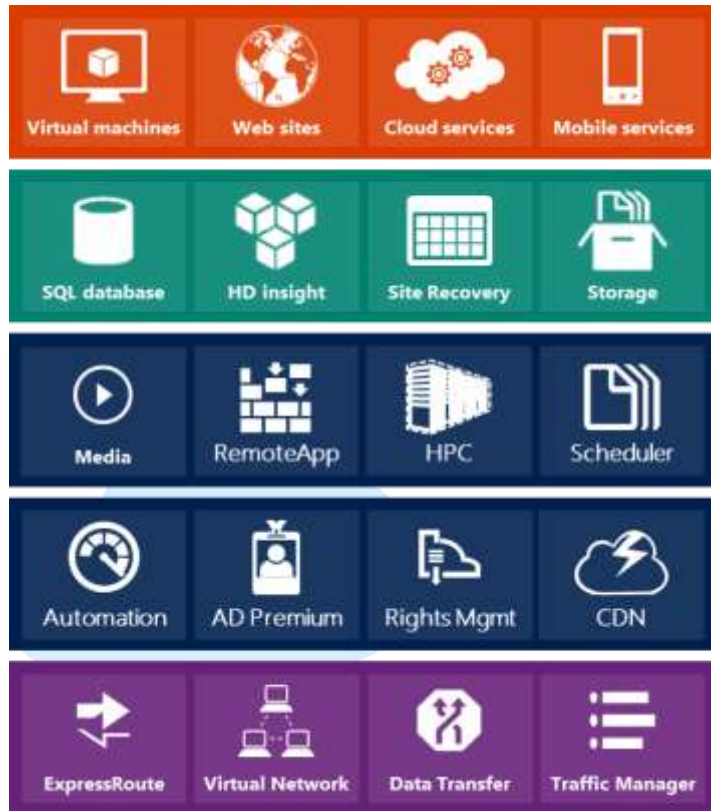 Virtual machines
Web sites
Cloud services
Mobile services
SQL database
HD insight
Site Recovery
Storage
Media
RemoteApp
HPC
Scheduler
Automation
AD Premium
Rights Mgmt
CDN
ExpressRoute
Virtual Network
Data Transfer
Traffic Manager